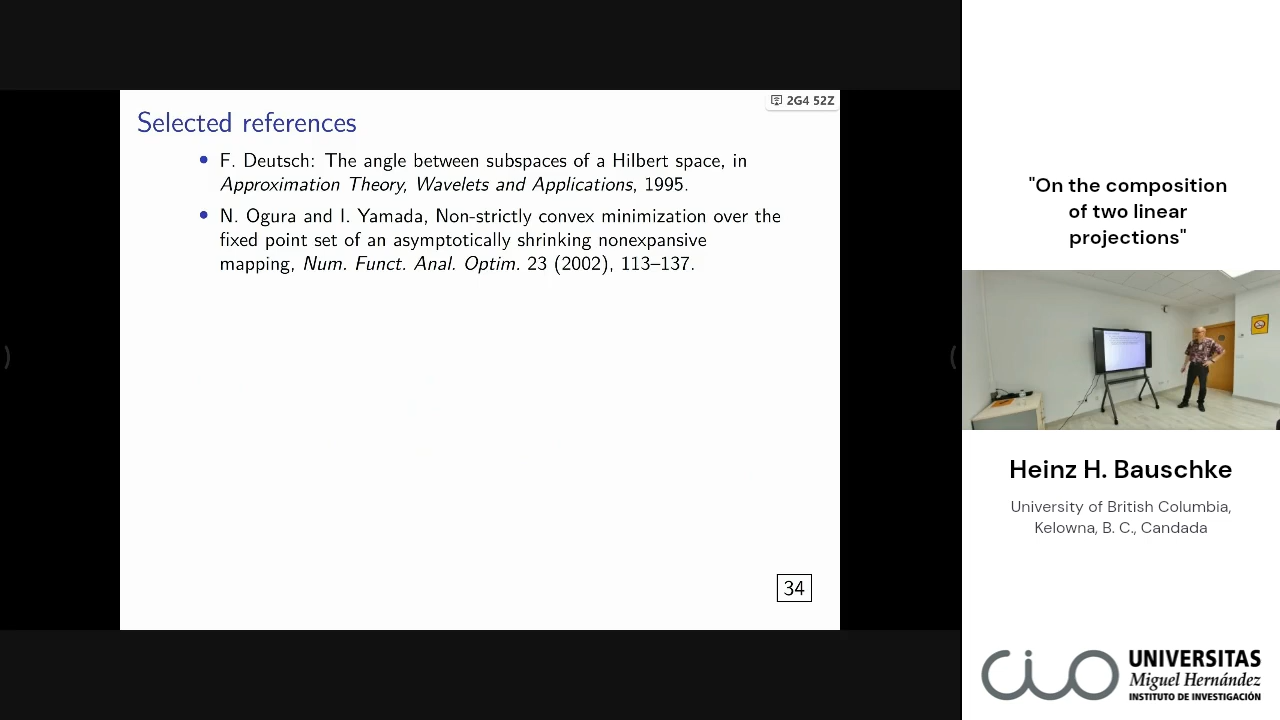 2G4 52Z
Selected references
• F. Deutsch: The angle between subspaces of a Hilbert space, in
Approximation Theory, Wavelets and Applications, 1995.
• N. Ogura and I. Yamada, Non-strictly convex minimization over the
fixed point set of an asymptotically shrinking nonexpansive
mapping, Num. Funct. Anal. Optim. 23 (2002), 113–137.
34
"On the composition
of two linear
projections"
Heinz H. Bauschke
University of British Columbia,
Kelowna, B. C., Candada
cio
UNIVERSITAS
Miguel Hernández
INSTITUTO DE INVESTIGACIÓN